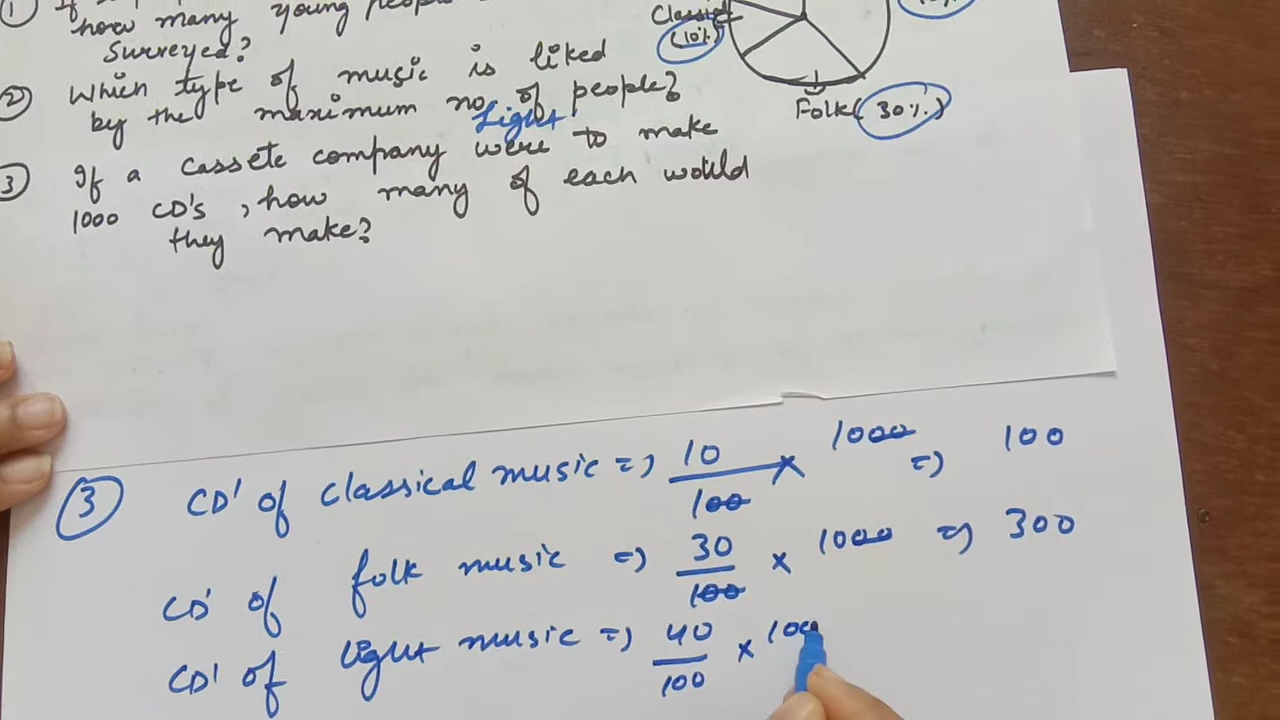 how many young people
surveyed?
② Which type of music is liked
by the maximum no. of people?
Light
③ If a cassete company were to make
1000 CD's, how many of each would
they make?
Classical
(10%)
Folk (30%)
③ CD' of classical music => 10/100 × 1000 => 100
CD' of folk music => 30/100 × 1000 => 300
CD' of light music => 40/100 × 100